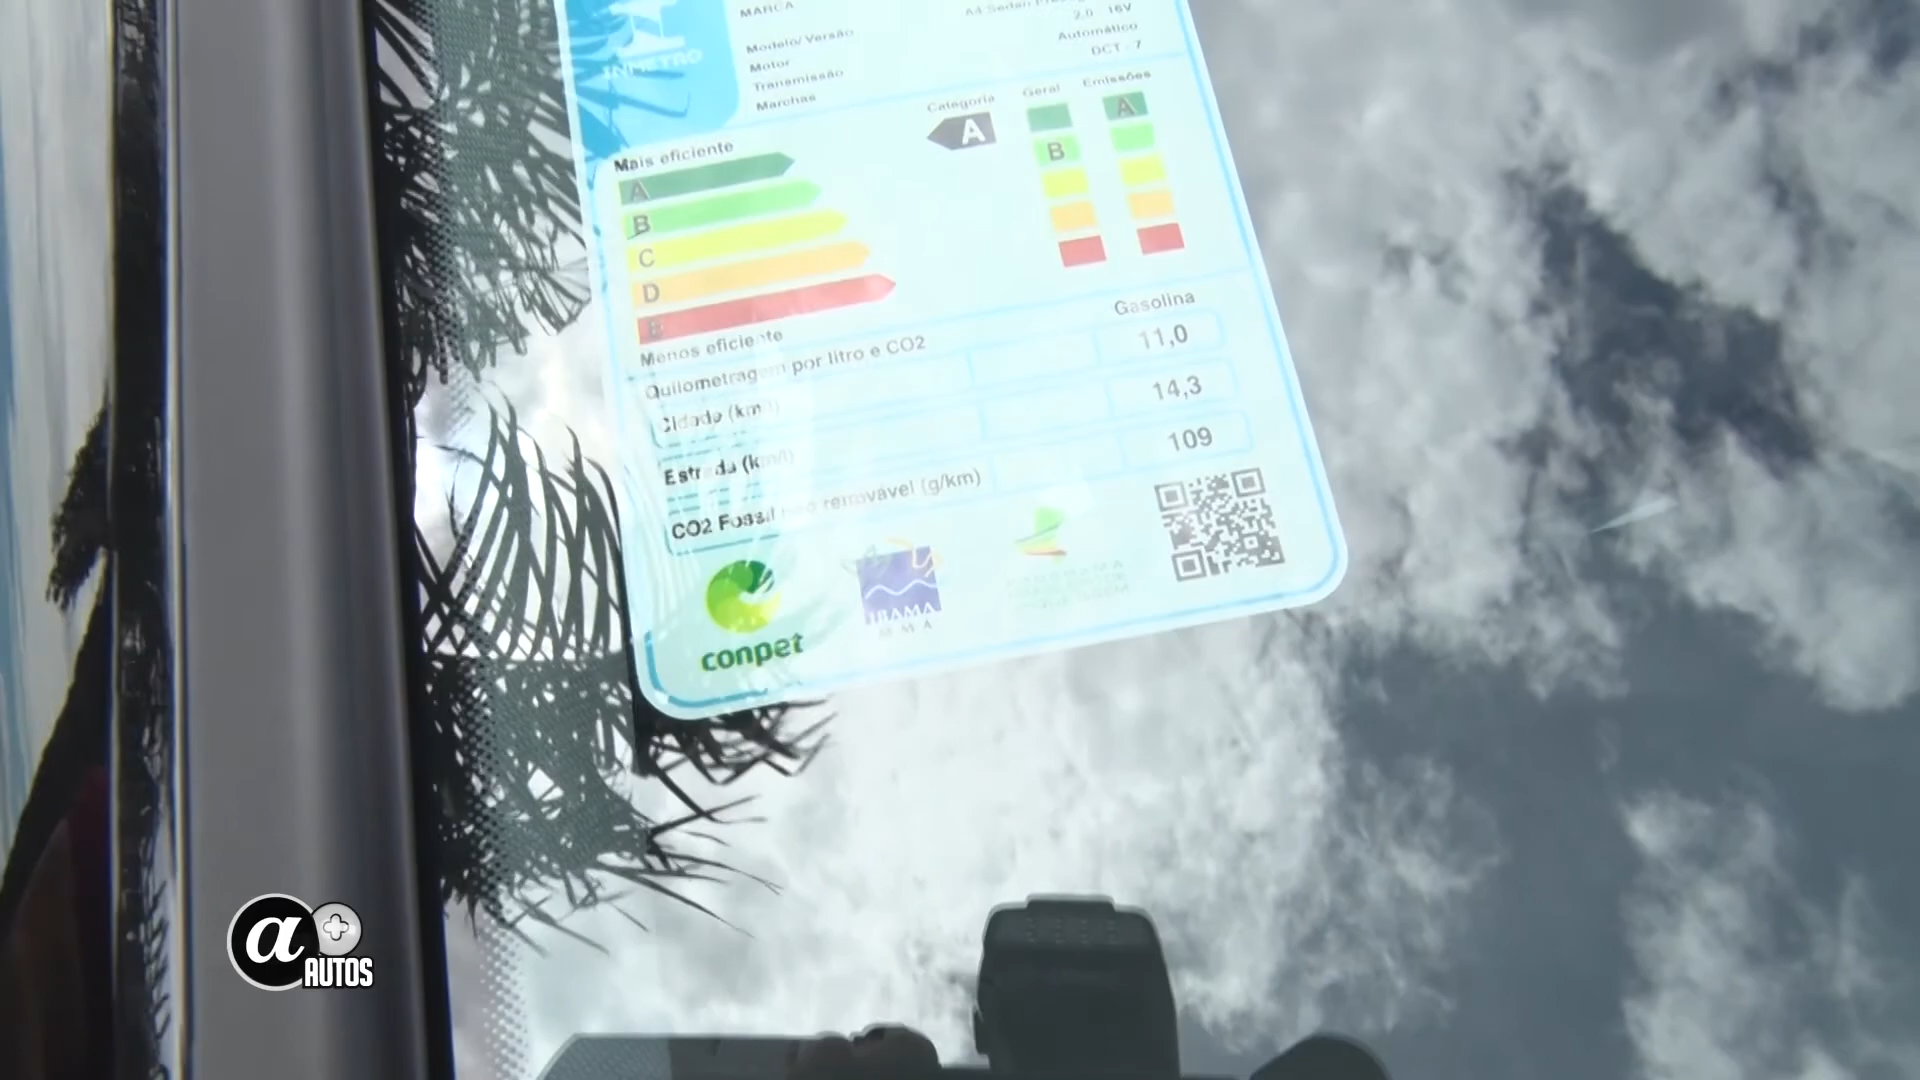 INMETRO
MARCA
Modelo/Versão A4 Sedan
Motor 2.0 16V
Transmissão Automático
Marchas DCT - 7
Categoria Geral Emissões
A B A
Mais eficiente
A
B
C
D
E
Menos eficiente
Gasolina
Quilometragem por litro e CO2
Cidade (km/l) 11,0
Estrada (km/l) 14,3
CO2 Fossil não renovável (g/km) 109
conpet
IBAMA
M M A
a+
AUTOS